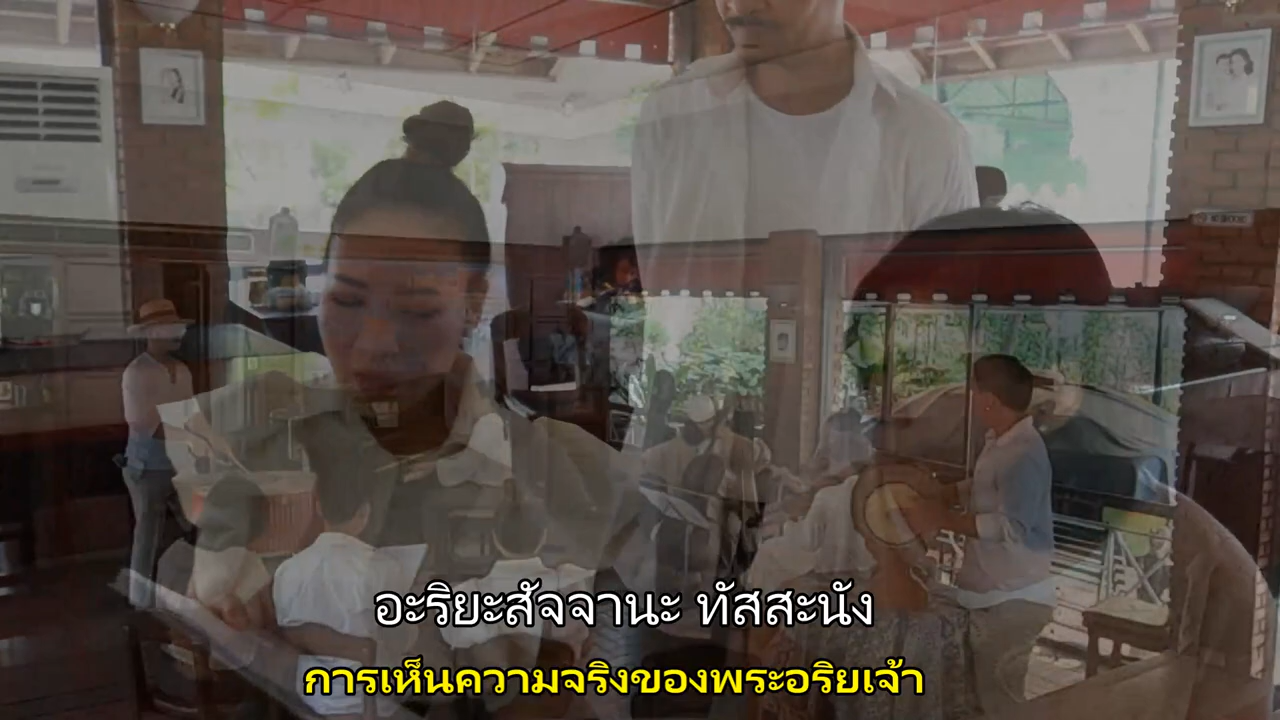 อะริยะสัจจานะ ทัสสะนัง
การเห็นความจริงของพระอริยเจ้า